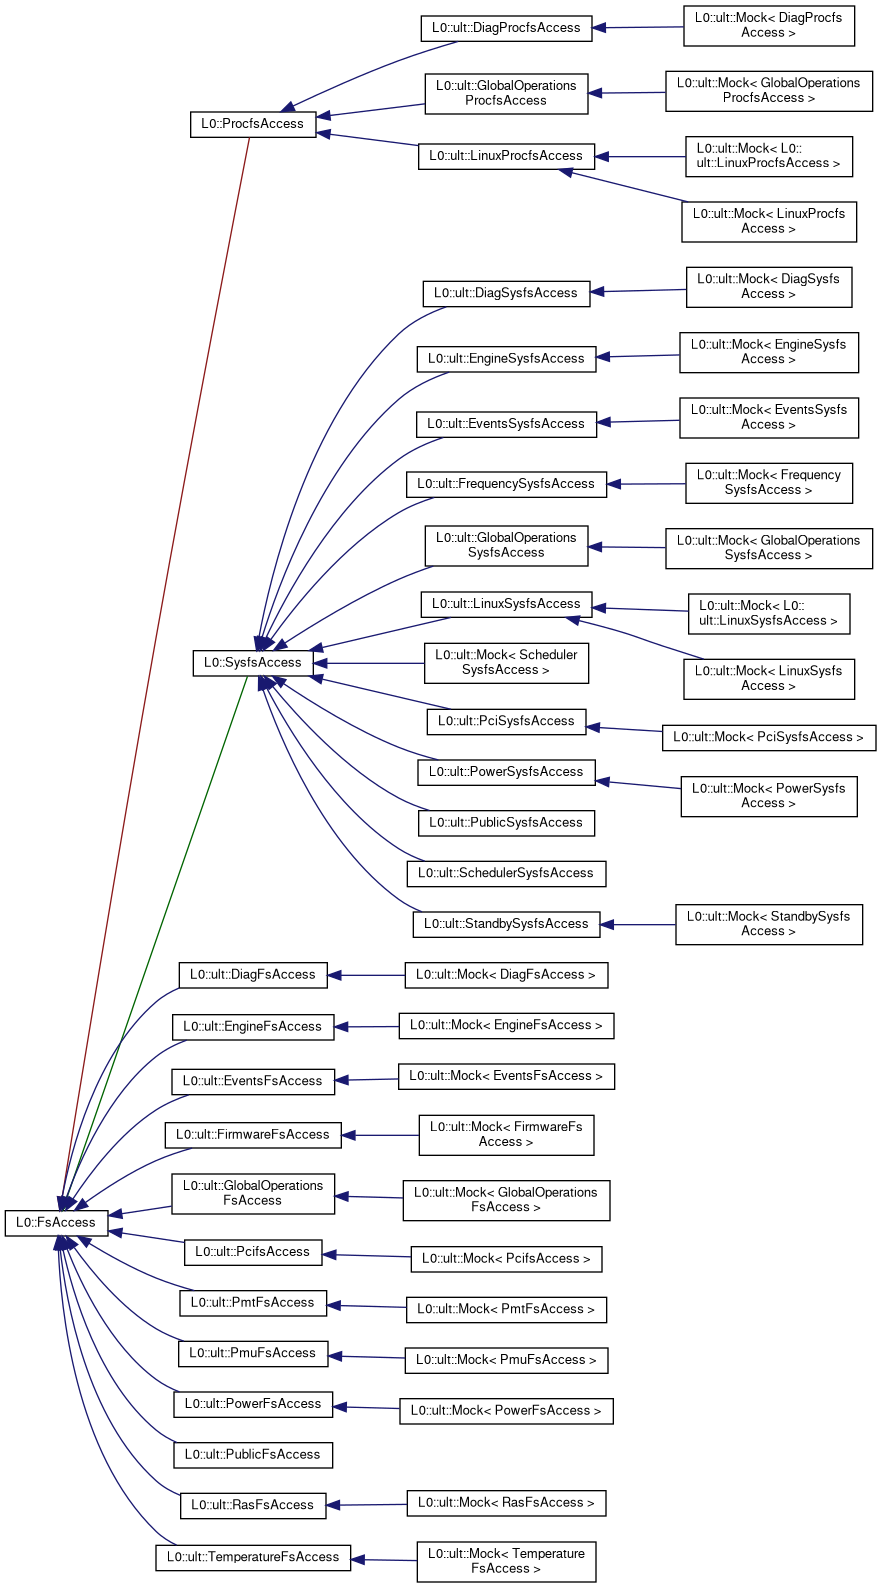 L0::ult::DiagProcfsAccess
L0::ult::Mock< DiagProcfs
Access >
L0::ult::GlobalOperations
ProcfsAccess
L0::ult::Mock< GlobalOperations
ProcfsAccess >
L0::ProcfsAccess
L0::ult::LinuxProcfsAccess
L0::ult::Mock< L0::
ult::LinuxProcfsAccess >
L0::ult::Mock< LinuxProcfs
Access >
L0::ult::DiagSysfsAccess
L0::ult::Mock< DiagSysfs
Access >
L0::ult::EngineSysfsAccess
L0::ult::Mock< EngineSysfs
Access >
L0::ult::EventsSysfsAccess
L0::ult::Mock< EventsSysfs
Access >
L0::ult::FrequencySysfsAccess
L0::ult::Mock< Frequency
SysfsAccess >
L0::ult::GlobalOperations
SysfsAccess
L0::ult::Mock< GlobalOperations
SysfsAccess >
L0::ult::LinuxSysfsAccess
L0::ult::Mock< L0::
ult::LinuxSysfsAccess >
L0::SysfsAccess
L0::ult::Mock< Scheduler
SysfsAccess >
L0::ult::Mock< LinuxSysfs
Access >
L0::ult::PciSysfsAccess
L0::ult::Mock< PciSysfsAccess >
L0::ult::PowerSysfsAccess
L0::ult::Mock< PowerSysfs
Access >
L0::ult::PublicSysfsAccess
L0::ult::SchedulerSysfsAccess
L0::ult::StandbySysfsAccess
L0::ult::Mock< StandbySysfs
Access >
L0::ult::DiagFsAccess
L0::ult::Mock< DiagFsAccess >
L0::ult::EngineFsAccess
L0::ult::Mock< EngineFsAccess >
L0::ult::EventsFsAccess
L0::ult::Mock< EventsFsAccess >
L0::ult::FirmwareFsAccess
L0::ult::Mock< FirmwareFs
Access >
L0::ult::GlobalOperations
FsAccess
L0::ult::Mock< GlobalOperations
FsAccess >
L0::FsAccess
L0::ult::PcifsAccess
L0::ult::Mock< PcifsAccess >
L0::ult::PmtFsAccess
L0::ult::Mock< PmtFsAccess >
L0::ult::PmuFsAccess
L0::ult::Mock< PmuFsAccess >
L0::ult::PowerFsAccess
L0::ult::Mock< PowerFsAccess >
L0::ult::PublicFsAccess
L0::ult::RasFsAccess
L0::ult::Mock< RasFsAccess >
L0::ult::TemperatureFsAccess
L0::ult::Mock< Temperature
FsAccess >